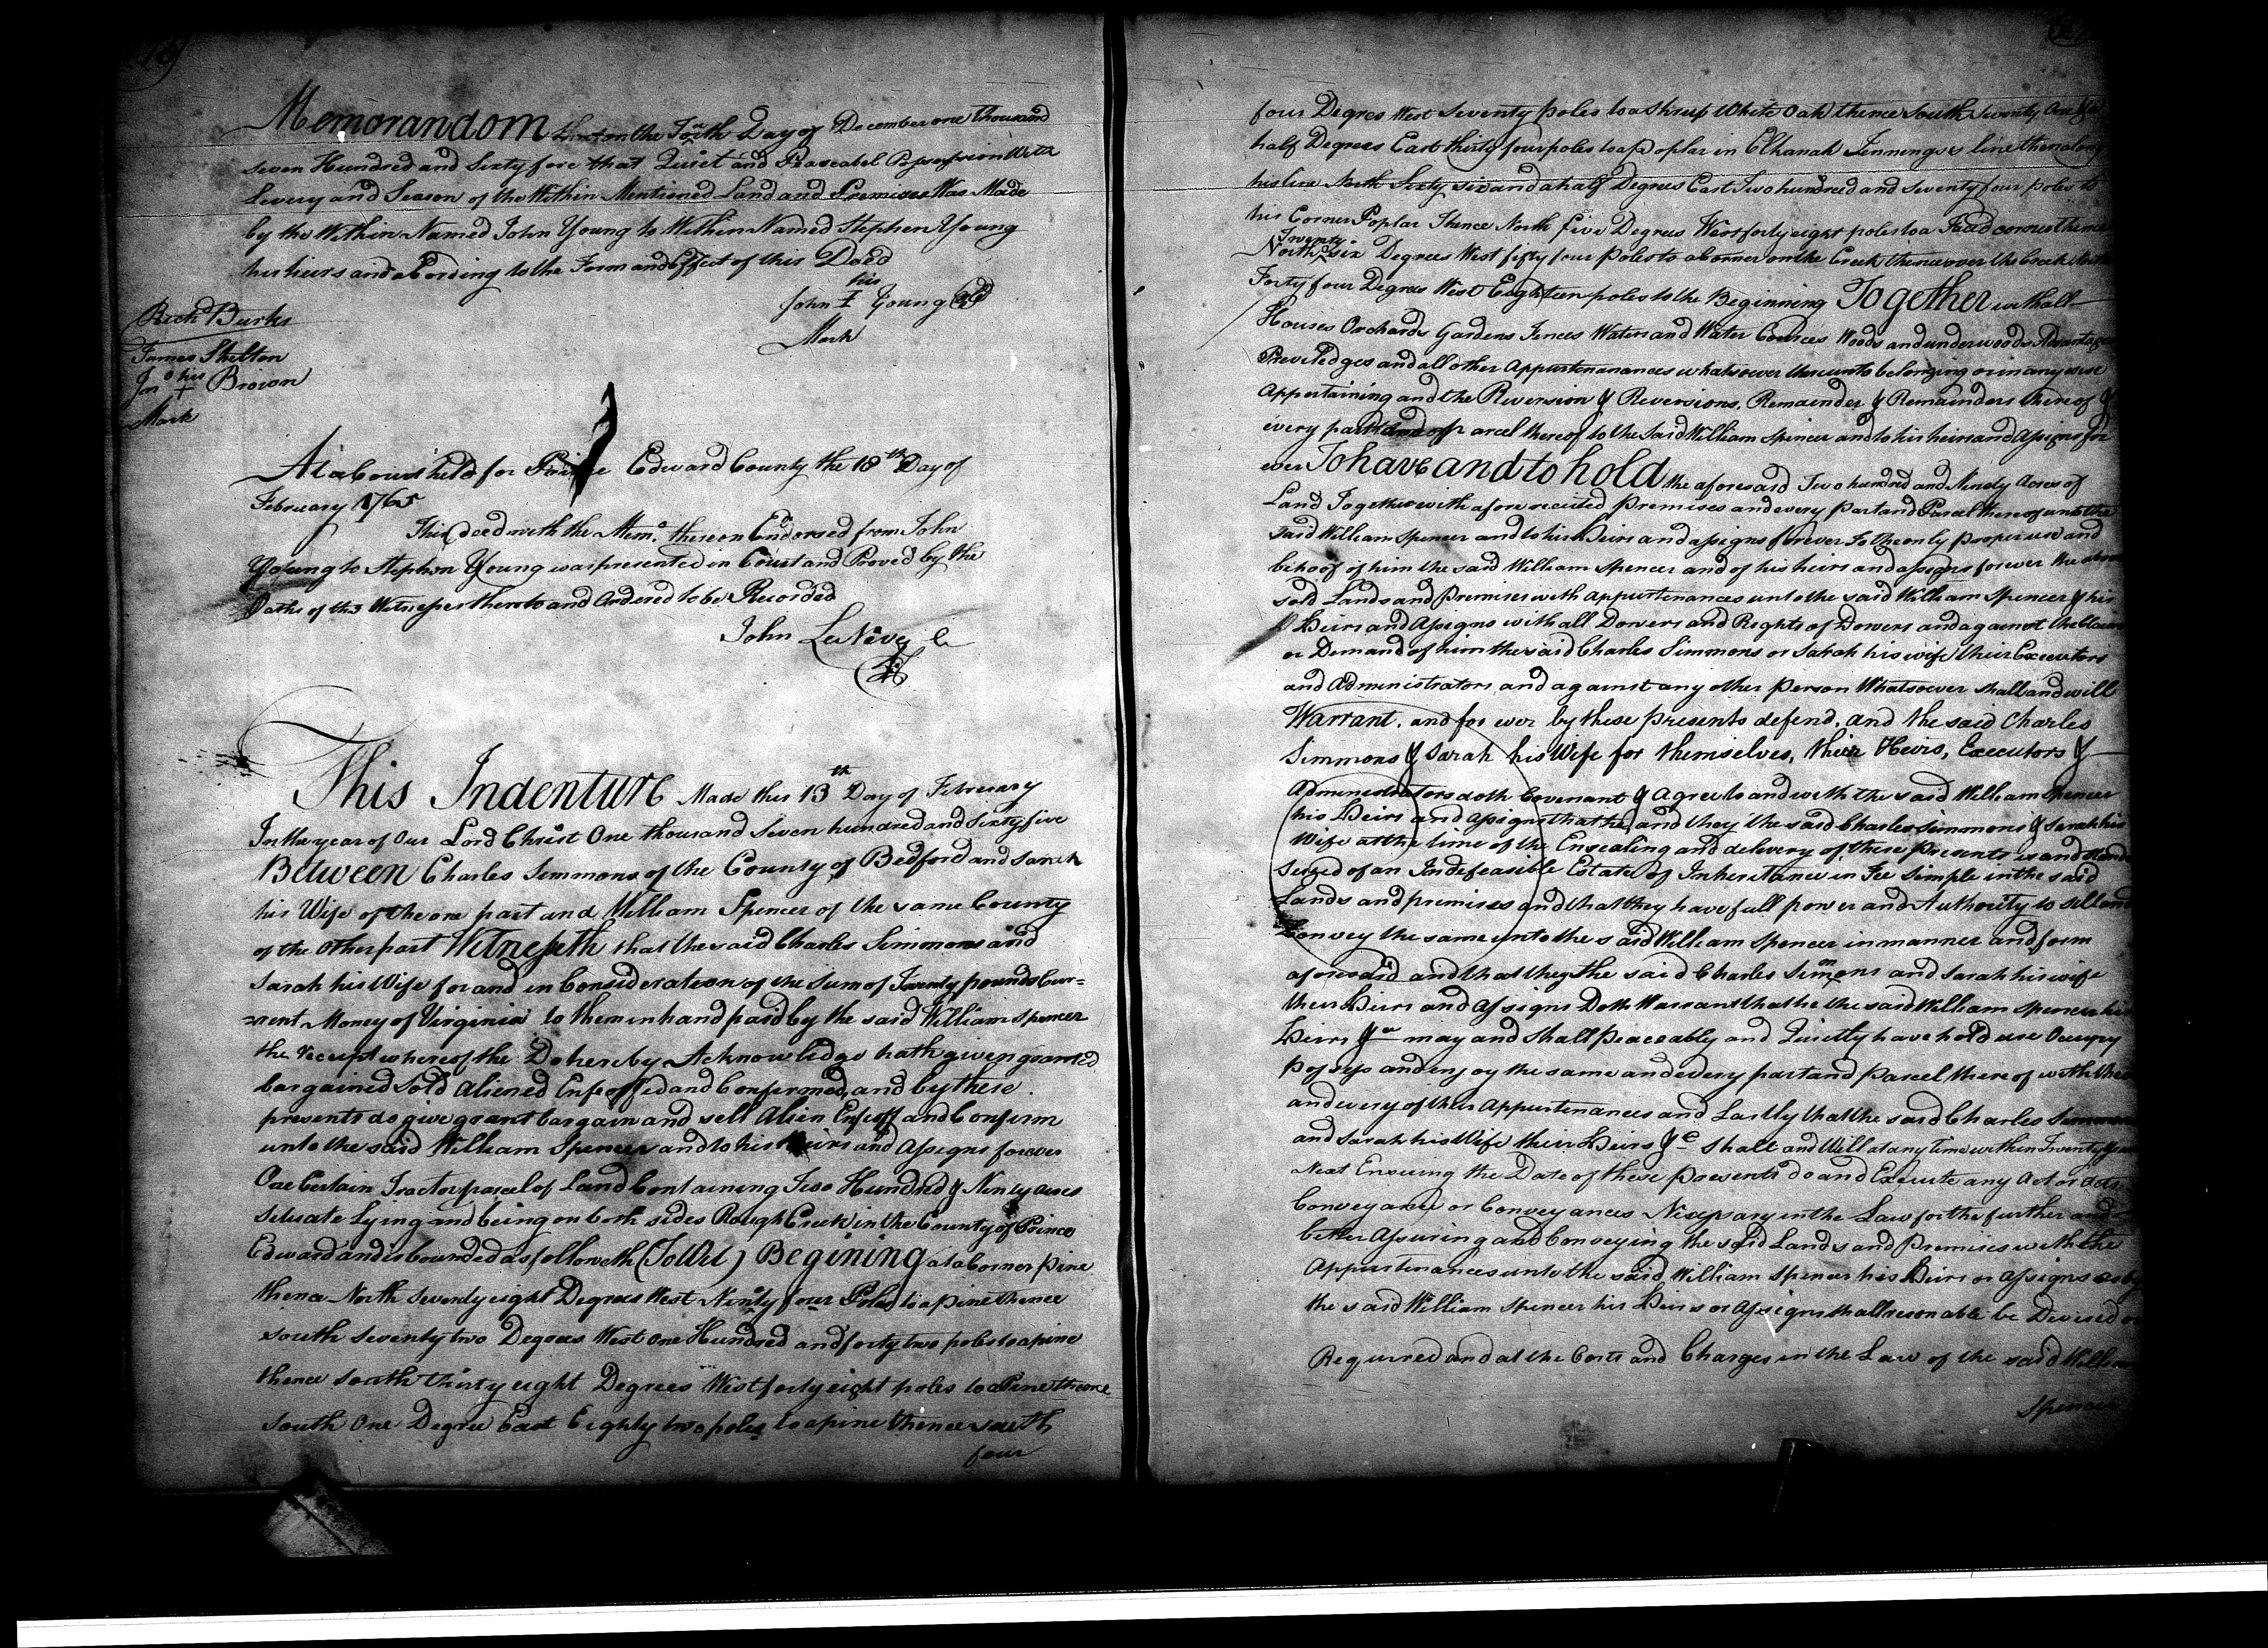 Memorandom that on the Forth Day of December one thousand
seven Hundred and Sixty fore that Quiet and Peaceabel Possession With
Levery and Season of the Within Mentioned Land and Premises Was Made
by the Within Named John Young to Within Named Stephen Young
his heirs and abording to the Form and Effect of this Deed
his
John I Young
Mark
Richd Burks
James Shelton
Jno his + Brown
Mark
At a Court held for Prince Edward County the 18th Day of
February 1765
This deed with the Memo. thereon Endorsed from John
Young to Stephen Young was presented in Court and Proved by the
Oaths of the Witnesses thereto and Ordered to be Recorded
John LeNeve C
This Indenture Made this 13th Day of February
In the year of Our Lord Christ One thousand Seven hundred and Sixty five
Between Charles Simmons of the County of Bedford and Sarah
his Wife of the one part and William Spencer of the same County
of the Other part Witnesseth that the said Charles Simmons and
Sarah his Wife for and in Consideration of the Sum of Twenty pounds Cur=
=rent Money of Virginia to them in hand paid by the said William Spencer
the receipt whereof the Do hereby Acknowledge hath given granted
bargained Sold aliened Enfeoffed and Confirmed, and by these
presents do give grant bargain and sell Alien Enfeoff and Confirm
unto the said William Spencer and to his heirs and Assigns forever
One Certain Tract or parcel of Land Containing Two Hundred & Ninty acres
Situate Lying and being on both sides Rough Creek in the County of Prince
Edward and is bounded as followeth (To Wit) Begining at a Corner pine
thence North Seventy eight Degrees West Ninty four Poles to a pine thence
south Seventy two Degrees West One Hundred and forty two poles to a pine
thence south thirty eight Degrees West forty eight poles to a Pine thence
South One Degree East Eighty two poles to a pine thence south
four
four Degrees West Seventy poles to a Shrup White Oak thence South Seventy One & a
half Degrees East thirty four poles to a poplar in Elkanah Jennings's line then along
his line North Sixty six and a half Degrees East Two hundred and Seventy four poles to
his Corner Poplar Thence North five Degrees West forty eight poles to a Read corner thence
North Twenty six Degrees West fifty four Poles to a Corner on the Creek thence over the Creek North
Forty four Degrees West Eighteen poles to the Beginning Together with all
Houses Orchards Gardens Fences Waters and Water Cources Woods and underwoods Advantages
Previledges and all other Appurtenanances whatsoever thereunto belonging or in any wise
Appertaining and the Riversion & Reversions, Remainder & Remainders thereof &
every part and parcel thereof to the Said William Spencer and to his heirs and Assigns for
ever To have and to hold the aforesaid Two hundred and Ninety Acres of
Land Together with afore recited Premises and every Part and Parcel thereof unto the
Said William Spencer and to his Heirs and assigns forever To the only proper use and
behoof of him the said William Spencer and of his heirs and assigns forever the above
sold Lands and Premises with appurtenances unto the said William Spencer & his
Heirs and Assigns with all Dowers and Rights of Dowers and against the Claim
or Demand of him the said Charles Simmons or Sarah his wife their Executors
and Administrators and against any other Person Whatsoever shall and will
Warrant, and for ever by these presents defend, and the said Charles
Simmons & Sarah his Wife for themselves, their Heirs, Executors &
Administrators doth Covenant & agree to and with the said William Spencer
his Heirs and Assigns that he, and they the said Charles Simmons & Sarah his
Wife at the time of the Ensealing and delivery of these Presents is and stand
Seized of an Indefeasible Estate of Inheritance in Fee Simple in the said
Lands and premises and that they have full power and Authority to sell and
Convey the same unto the said William Spencer in manner and form
aforesaid and that they the said Charles Simmons and Sarah his wife
their Heirs and Assigns Doth Warrant that he the said William Spencer his
Heirs &c may and shall peaceably and Quietly have hold use Occupy
Possess and enjoy the same and every part and parcel thereof with their
and every of their Appurtenances and Lastly that the said Charles Simmons
and Sarah his Wife their Heirs &c Shall and Will at any time within Twenty Years
Next Ensuing the Date of these presents do and Execute any Act or acts
Conveyance or Conveyances Nessary in the Law for the further and
better Assuring and Conveying the said Lands and Premises with the
Appurtenances unto the said William Spencer his Heirs or Assigns as by
the said William Spencer his Heirs or Assigns shall resonable be Devised or
Required and at the Costs and Charges in the Law of the said William
Spencer